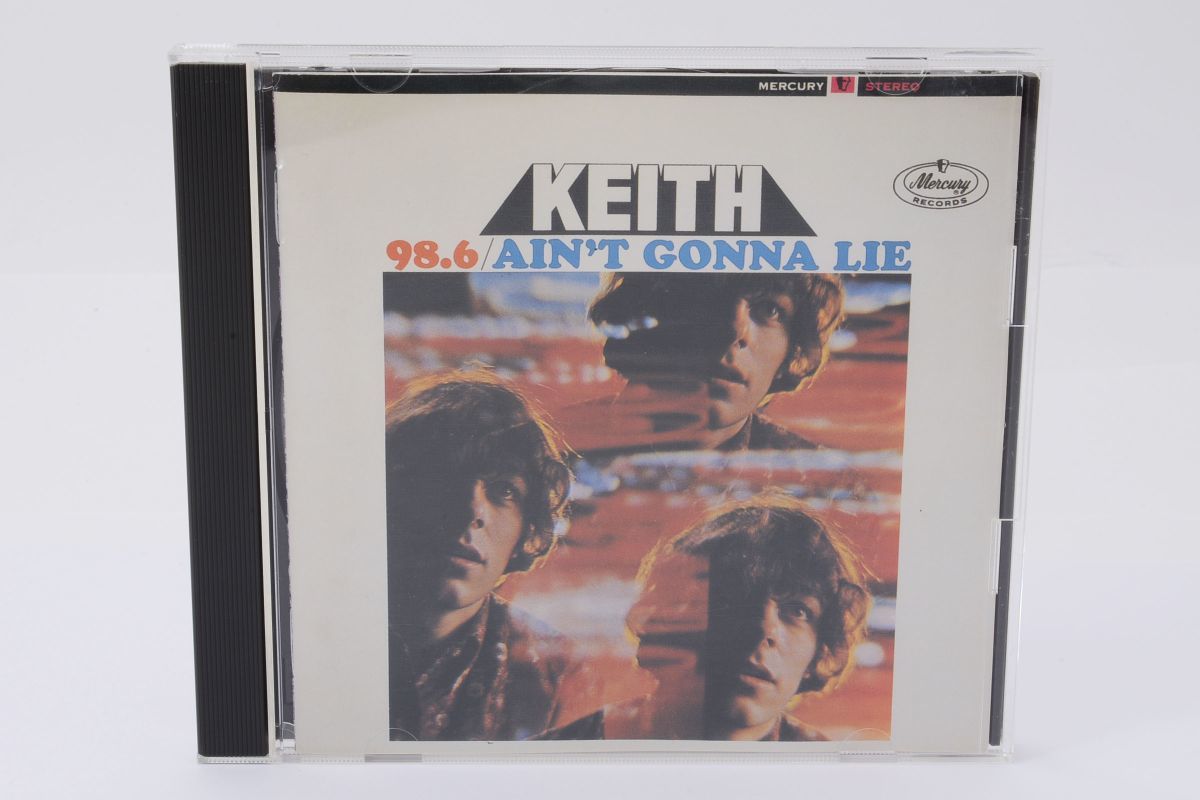 MERCURY STEREO
KEITH
Mercury
RECORDS
98.6/AIN'T GONNA LIE